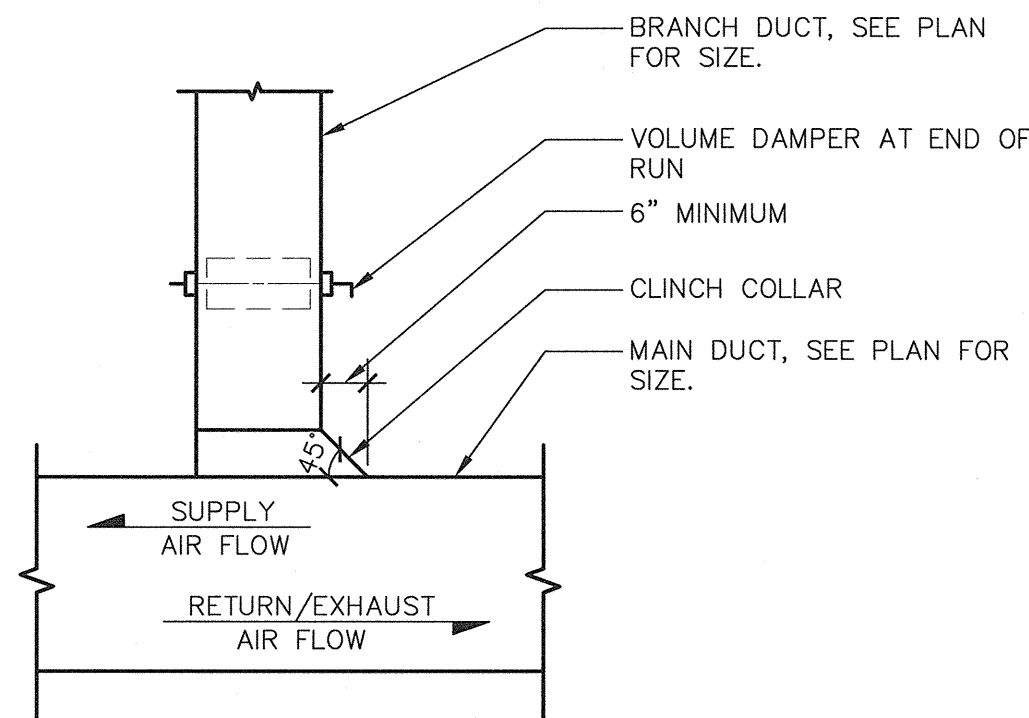 BRANCH DUCT, SEE PLAN
FOR SIZE.
VOLUME DAMPER AT END OF
RUN
6” MINIMUM
CLINCH COLLAR
MAIN DUCT, SEE PLAN FOR
SIZE.
45°
SUPPLY
AIR FLOW
RETURN/EXHAUST
AIR FLOW